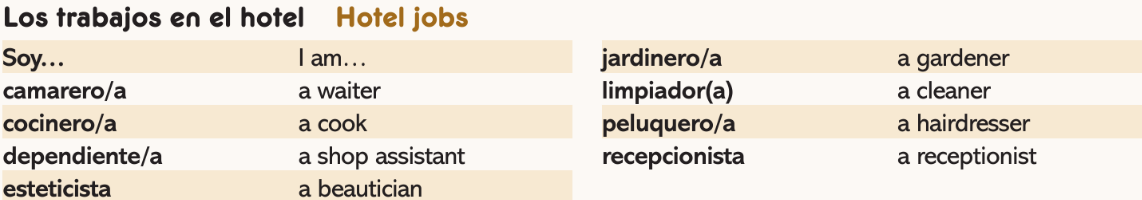 Los trabajos en el hotel Hotel jobs
Soy… I am…
camarero/a a waiter
cocinero/a a cook
dependiente/a a shop assistant
esteticista a beautician
jardinero/a a gardener
limpiador(a) a cleaner
peluquero/a a hairdresser
recepcionista a receptionist